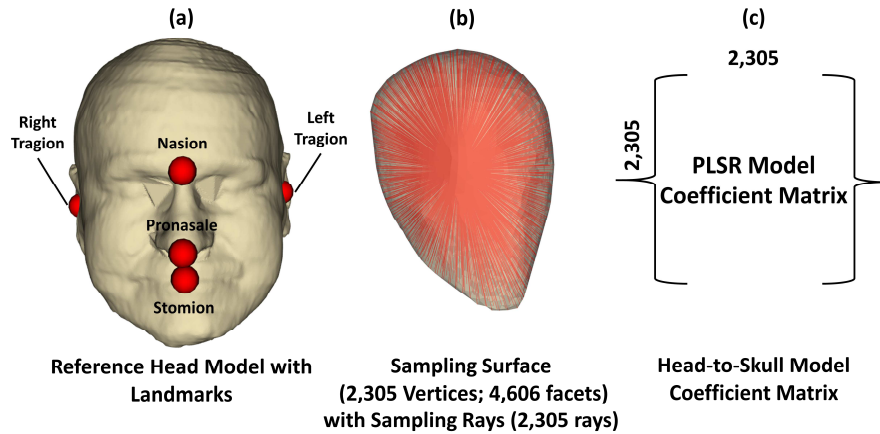 (a)
Right
Tragion
Nasion
Left
Tragion
Pronasale
Stomion
Reference Head Model with
Landmarks
(b)
Sampling Surface
(2,305 Vertices; 4,606 facets)
with Sampling Rays (2,305 rays)
(c)
2,305
2,305
PLSR Model
Coefficient Matrix
Head-to-Skull Model
Coefficient Matrix